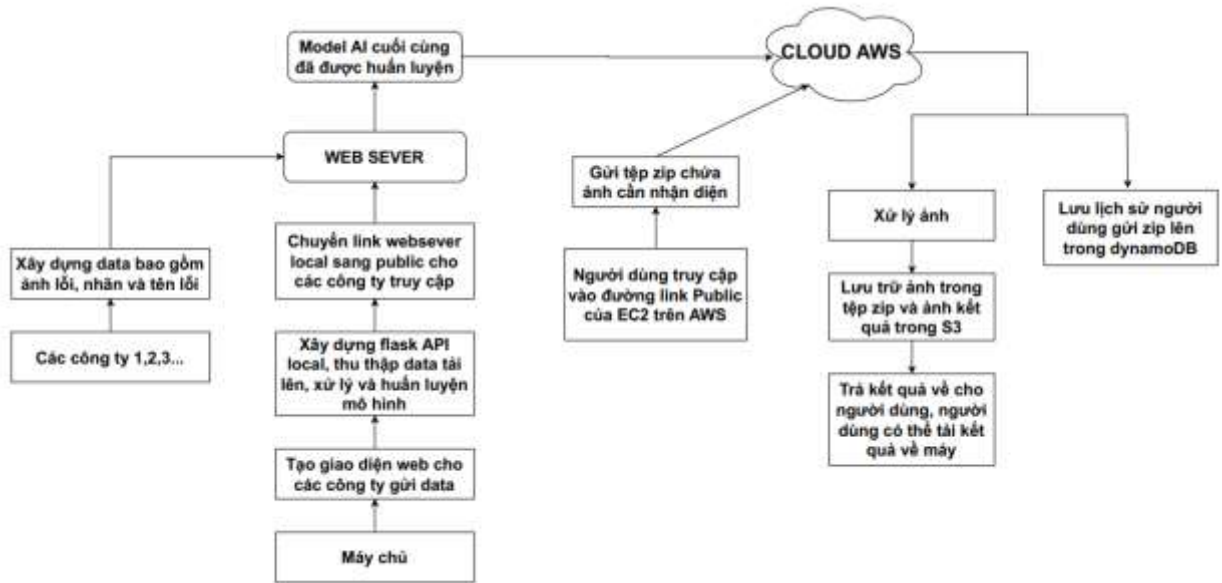 Model AI cuối cùng
đã được huấn luyện
CLOUD AWS
WEB SEVER
Gửi tệp zip chứa
ảnh cần nhận diện
Xử lý ảnh
Lưu lịch sử người
dùng gửi zip lên
trong dynamoDB
Xây dựng data bao gồm
ảnh lỗi, nhãn và tên lỗi
Chuyển link websever
local sang public cho
các công ty truy cập
Người dùng truy cập
vào đường link Public
của EC2 trên AWS
Lưu trữ ảnh trong
tệp zip và ảnh kết
quả trong S3
Các công ty 1,2,3...
Xây dựng flask API
local, thu thập data tải
lên, xử lý và huấn luyện
mô hình
Trả kết quả về cho
người dùng, người
dùng có thể tải kết
quả về máy
Tạo giao diện web cho
các công ty gửi data
Máy chủ